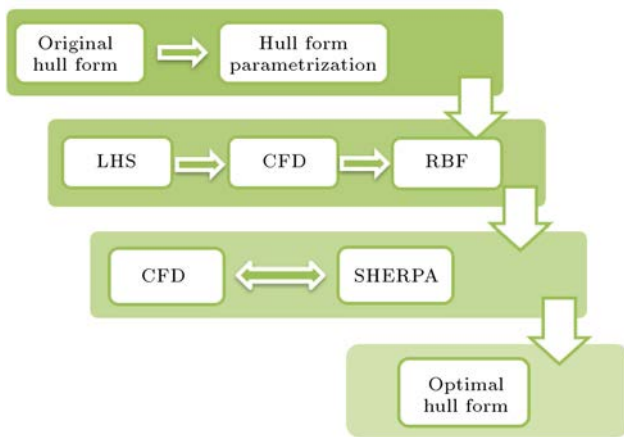 Original
hull form
Hull form
parametrization
LHS
CFD
RBF
CFD
SHERPA
Optimal
hull form